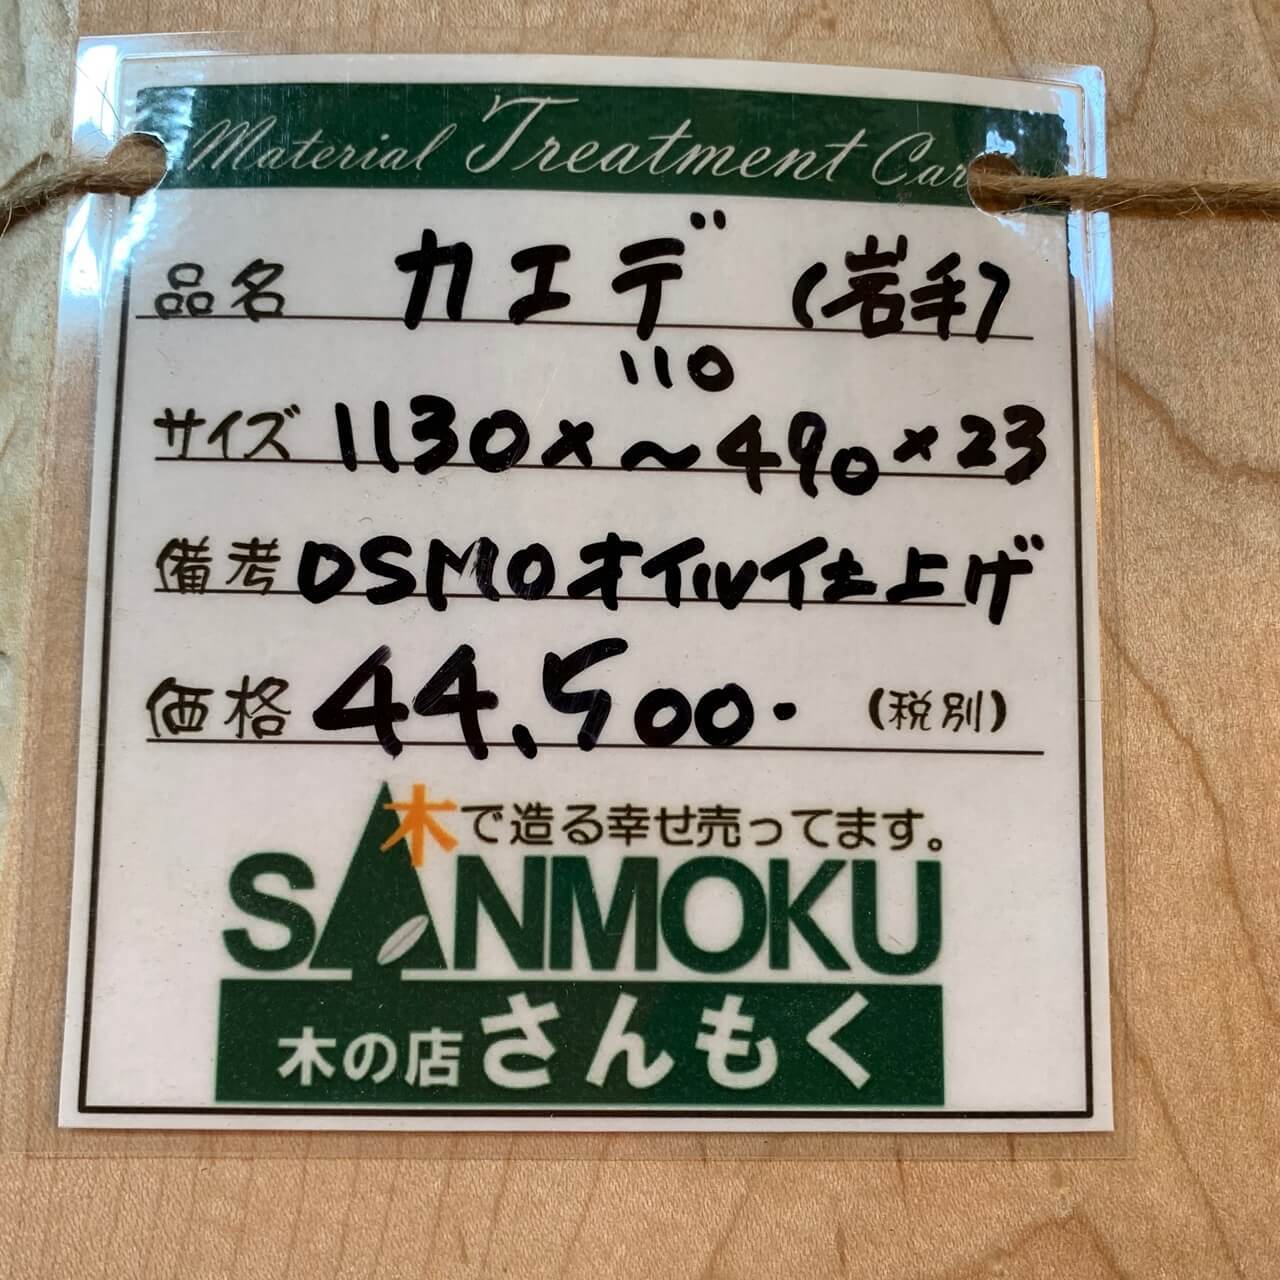 Material Treatment Car
品名 カエデ (岩手)
110
サイズ 1130×～490×23
備考 OSMOオイル仕上げ
価格 44,500. (税別)
木で造る幸せ売ってます。
SANMOKU
木の店 さんもく